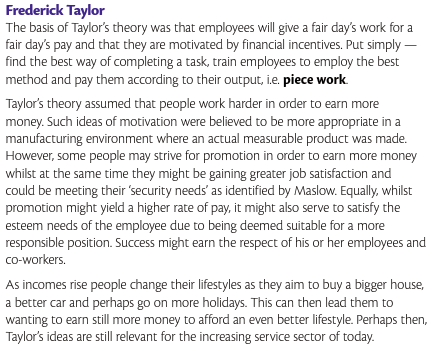 Frederick Taylor
The basis of Taylor's theory was that employees will give a fair day's work for a
fair day's pay and that they are motivated by financial incentives. Put simply —
find the best way of completing a task, train employees to employ the best
method and pay them according to their output, i.e. piece work.
Taylor's theory assumed that people work harder in order to earn more
money. Such ideas of motivation were believed to be more appropriate in a
manufacturing environment where an actual measurable product was made.
However, some people may strive for promotion in order to earn more money
whilst at the same time they might be gaining greater job satisfaction and
could be meeting their 'security needs' as identified by Maslow. Equally, whilst
promotion might yield a higher rate of pay, it might also serve to satisfy the
esteem needs of the employee due to being deemed suitable for a more
responsible position. Success might earn the respect of his or her employees and
co-workers.
As incomes rise people change their lifestyles as they aim to buy a bigger house,
a better car and perhaps go on more holidays. This can then lead them to
wanting to earn still more money to afford an even better lifestyle. Perhaps then,
Taylor's ideas are still relevant for the increasing service sector of today.